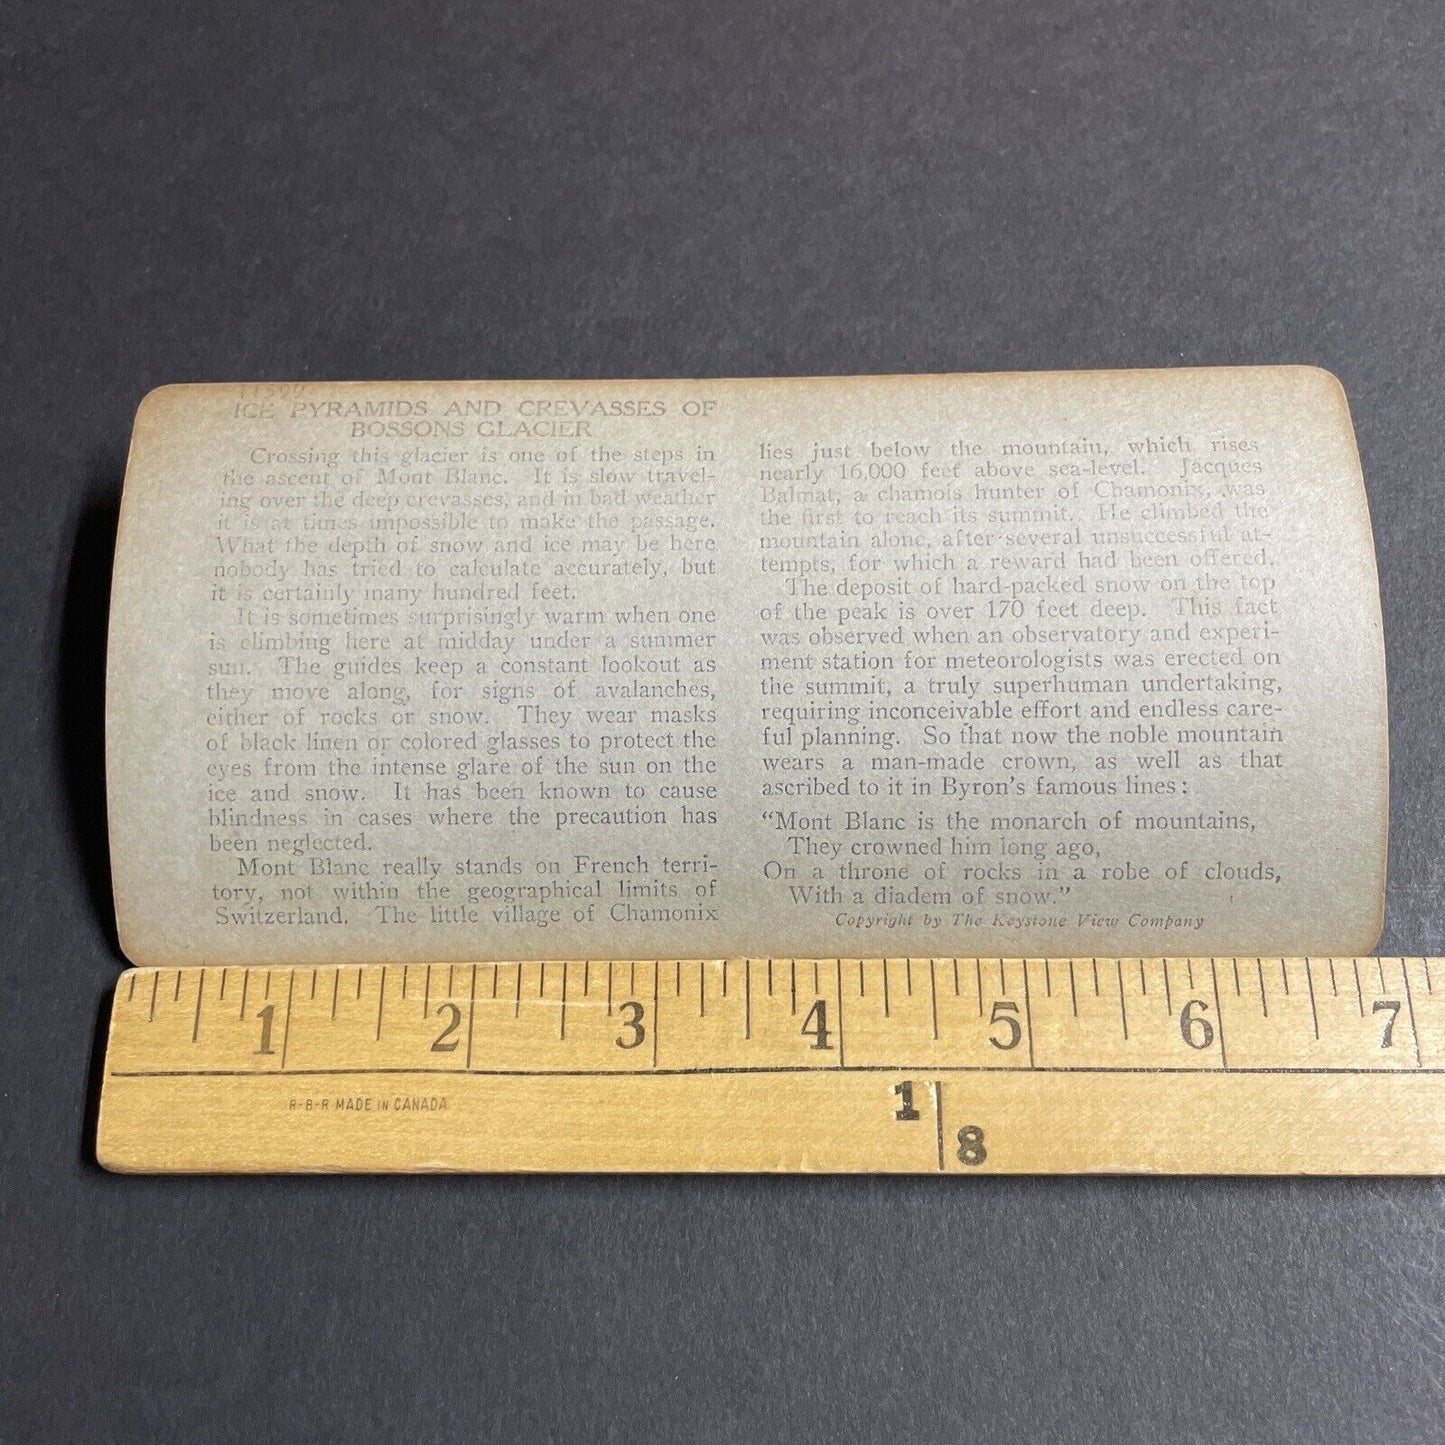 11599
ICE PYRAMIDS AND CREVASSES OF
BOSSONS GLACIER
Crossing this glacier is one of the steps in
the ascent of Mont Blanc. It is slow travel-
ing over the deep crevasses, and in bad weather
it is at times impossible to make the passage.
What the depth of snow and ice may be here
nobody has tried to calculate accurately, but
it is certainly many hundred feet.
It is sometimes surprisingly warm when one
is climbing here at midday under a summer
sun. The guides keep a constant lookout as
they move along, for signs of avalanches,
either of rocks or snow. They wear masks
of black linen or colored glasses to protect the
eyes from the intense glare of the sun on the
ice and snow. It has been known to cause
blindness in cases where the precaution has
been neglected.
Mont Blanc really stands on French terri-
tory, not within the geographical limits of
Switzerland. The little village of Chamonix
lies just below the mountain, which rises
nearly 16,000 feet above sea-level. Jacques
Balmat, a chamois hunter of Chamonix, was
the first to reach its summit. He climbed the
mountain alone, after several unsuccessful at-
tempts, for which a reward had been offered.
The deposit of hard-packed snow on the top
of the peak is over 170 feet deep. This fact
was observed when an observatory and experi-
ment station for meteorologists was erected on
the summit, a truly superhuman undertaking,
requiring inconceivable effort and endless care-
ful planning. So that now the noble mountain
wears a man-made crown, as well as that
ascribed to it in Byron's famous lines:
"Mont Blanc is the monarch of mountains,
They crowned him long ago,
On a throne of rocks in a robe of clouds,
With a diadem of snow."
Copyright by The Keystone View Company
1 2 3 4 5 6 7
R-B-R MADE IN CANADA
1
8